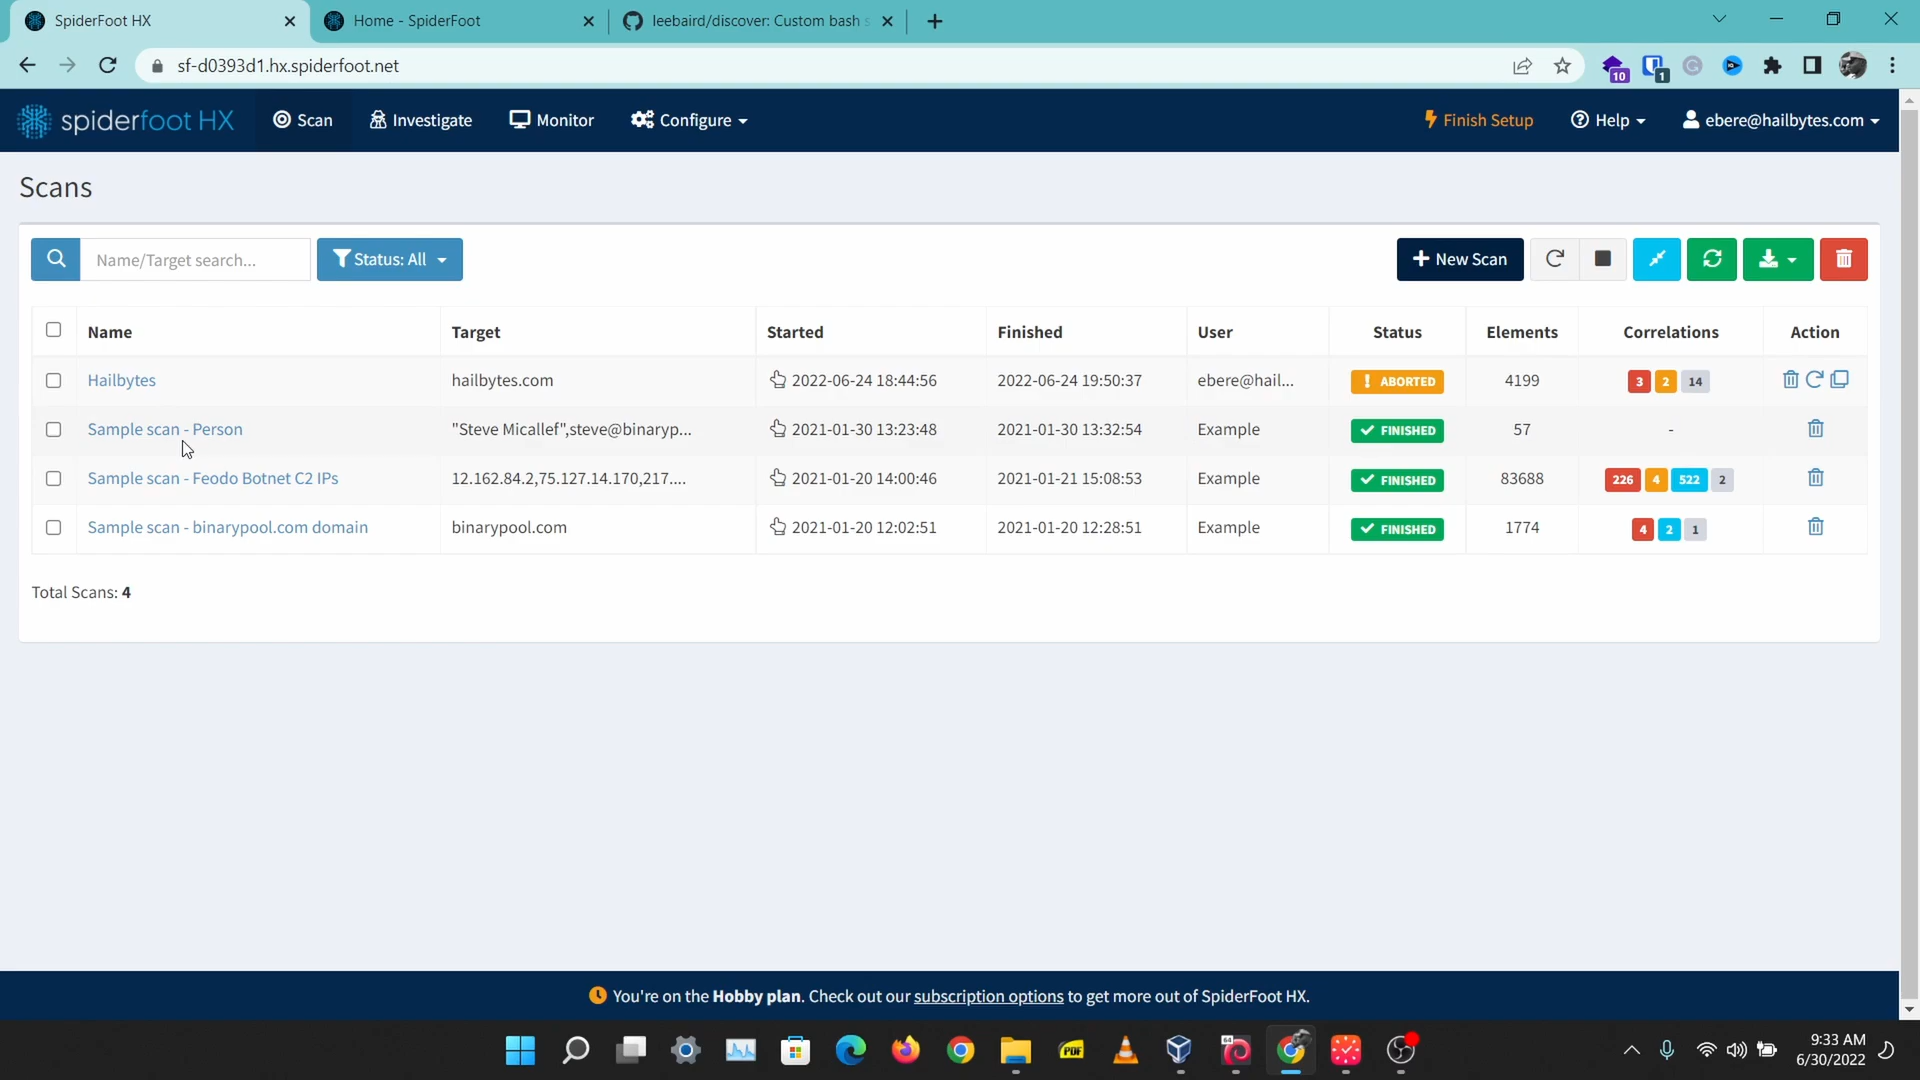 SpiderFoot HX
Home - SpiderFoot
leebaird/discover: Custom bash s
sf-d0393d1.hx.spiderfoot.net
10
1
spiderfoot HX
Scan
Investigate
Monitor
Configure
Finish Setup
Help
ebere@hailbytes.com
Scans
Name/Target search...
Status: All
New Scan
Name Target Started Finished User Status Elements Correlations Action
Hailbytes hailbytes.com 2022-06-24 18:44:56 2022-06-24 19:50:37 ebere@hail... ! ABORTED 4199 3 2 14
Sample scan - Person "Steve Micallef",steve@binaryp... 2021-01-30 13:23:48 2021-01-30 13:32:54 Example FINISHED 57 -
Sample scan - Feodo Botnet C2 IPs 12.162.84.2,75.127.14.170,217.... 2021-01-20 14:00:46 2021-01-21 15:08:53 Example FINISHED 83688 226 4 522 2
Sample scan - binarypool.com domain binarypool.com 2021-01-20 12:02:51 2021-01-20 12:28:51 Example FINISHED 1774 4 2 1
Total Scans: 4
You're on the Hobby plan. Check out our subscription options to get more out of SpiderFoot HX.
PDF
64
9:33 AM
6/30/2022